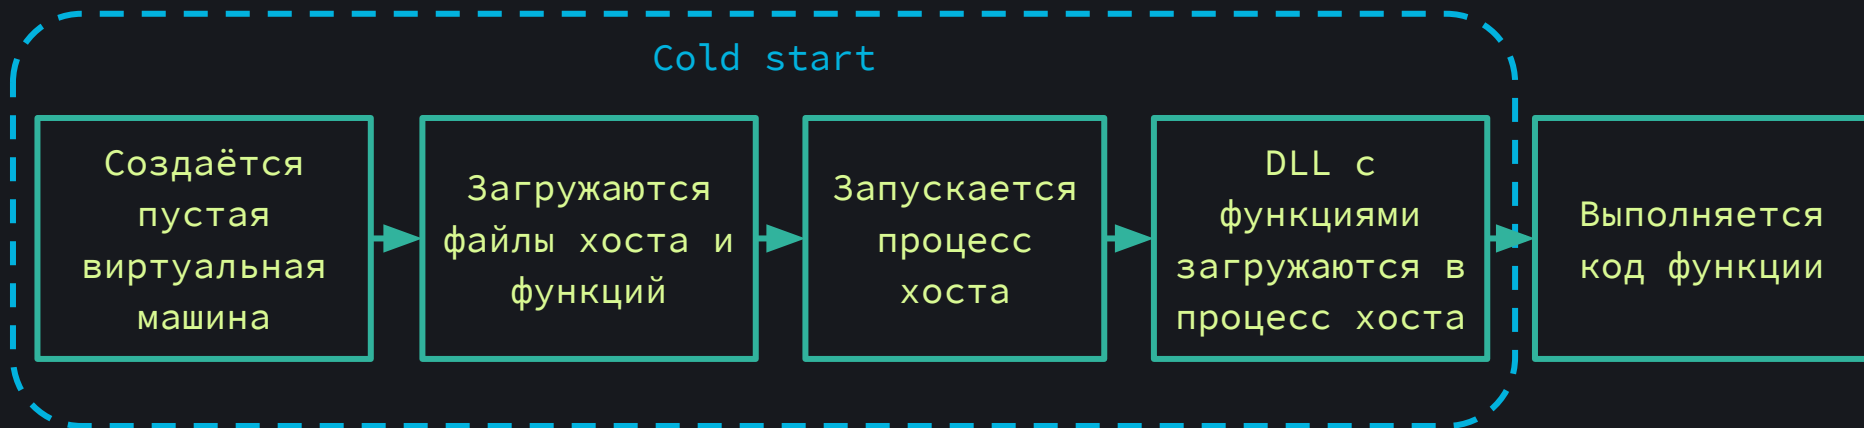 Cold start
Создаётся
пустая
виртуальная
машина
Загружаются
файлы хоста и
функций
Запускается
процесс
хоста
DLL с
функциями
загружаются в
процесс хоста
Выполняется
код функции